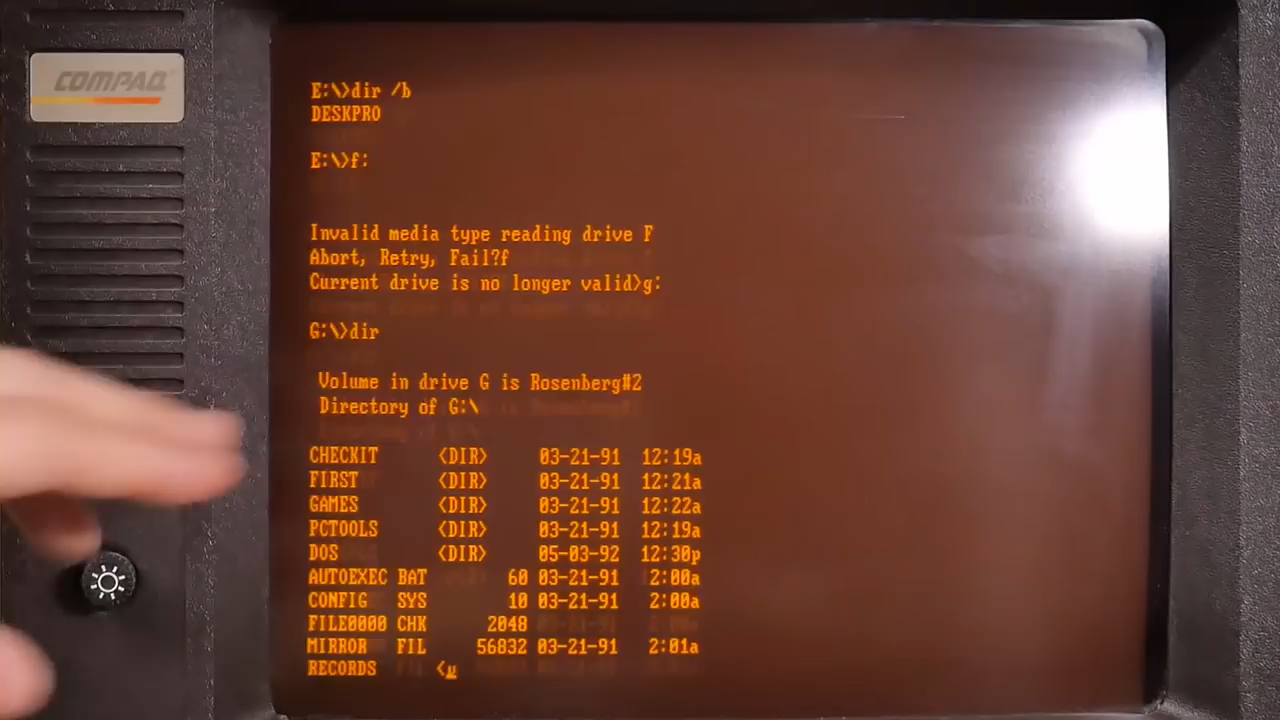 COMPAQ
E:\>dir /b
DESKPRO
E:\>f:
Invalid media type reading drive F
Abort, Retry, Fail?f
Current drive is no longer valid>g:
G:\>dir
Volume in drive G is Rosenberg#2
Directory of G:\
CHECKIT <DIR> 03-21-91 12:19a
FIRST <DIR> 03-21-91 12:21a
GAMES <DIR> 03-21-91 12:22a
PCTOOLS <DIR> 03-21-91 12:19a
DOS <DIR> 05-03-92 12:30p
AUTOEXEC BAT 60 03-21-91 2:00a
CONFIG SYS 10 03-21-91 2:00a
FILE0000 CHK 2048
MIRROR FIL 56832 03-21-91 2:01a
RECORDS <